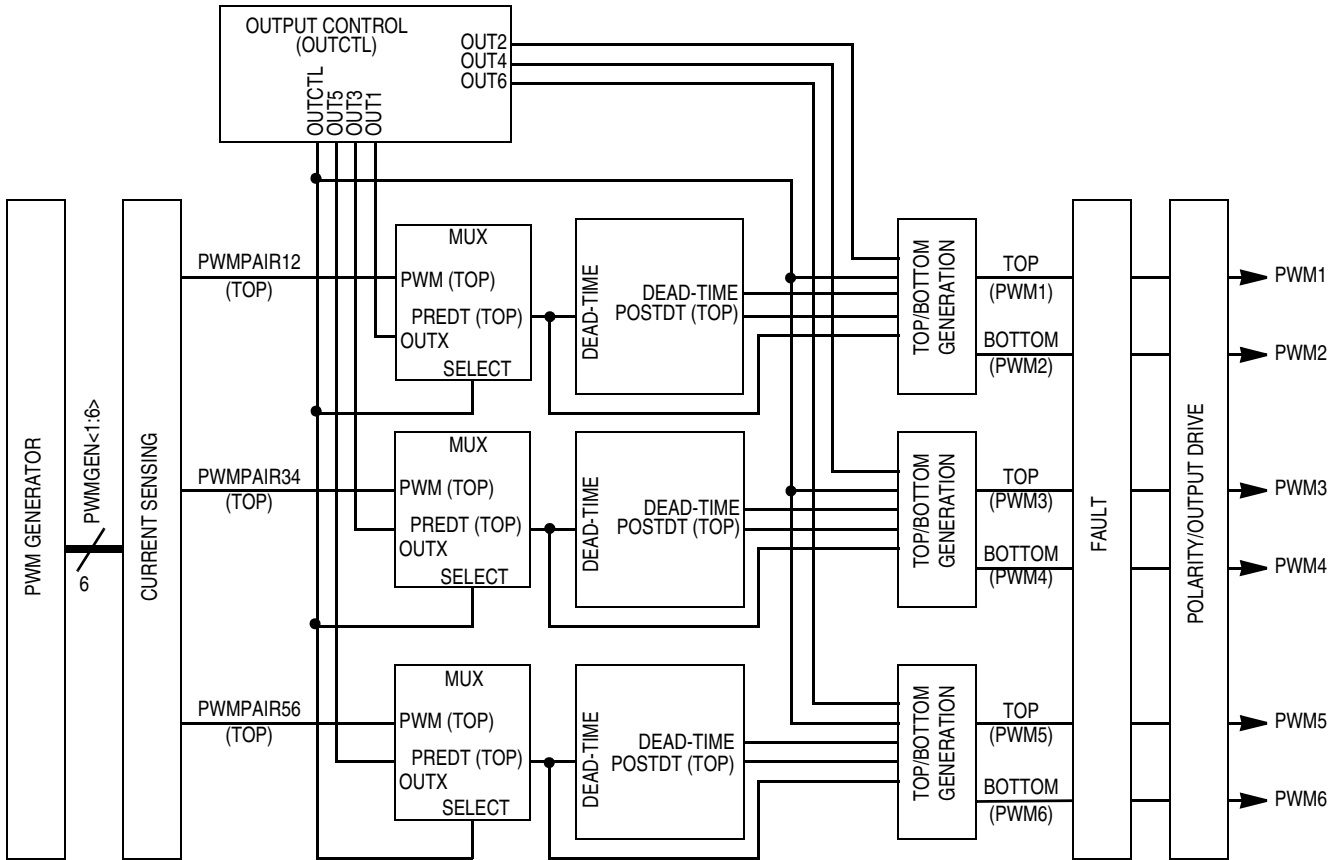 OUTPUT CONTROL
(OUTCTL)
OUT2
OUT4
OUT6
OUTCTL
OUT5
OUT3
OUT1
PWM GENERATOR
PWMGEN<1:6>
6
CURRENT SENSING
PWMPAIR12
(TOP)
MUX
PWM (TOP)
PREDT (TOP)
OUTX
SELECT
DEAD-TIME
DEAD-TIME
POSTDT (TOP)
TOP/BOTTOM
GENERATION
TOP
(PWM1)
BOTTOM
(PWM2)
PWMPAIR34
(TOP)
MUX
PWM (TOP)
PREDT (TOP)
OUTX
SELECT
DEAD-TIME
DEAD-TIME
POSTDT (TOP)
TOP/BOTTOM
GENERATION
TOP
(PWM3)
BOTTOM
(PWM4)
PWMPAIR56
(TOP)
MUX
PWM (TOP)
PREDT (TOP)
OUTX
SELECT
DEAD-TIME
DEAD-TIME
POSTDT (TOP)
TOP/BOTTOM
GENERATION
TOP
(PWM5)
BOTTOM
(PWM6)
FAULT
POLARITY/OUTPUT DRIVE
PWM1
PWM2
PWM3
PWM4
PWM5
PWM6